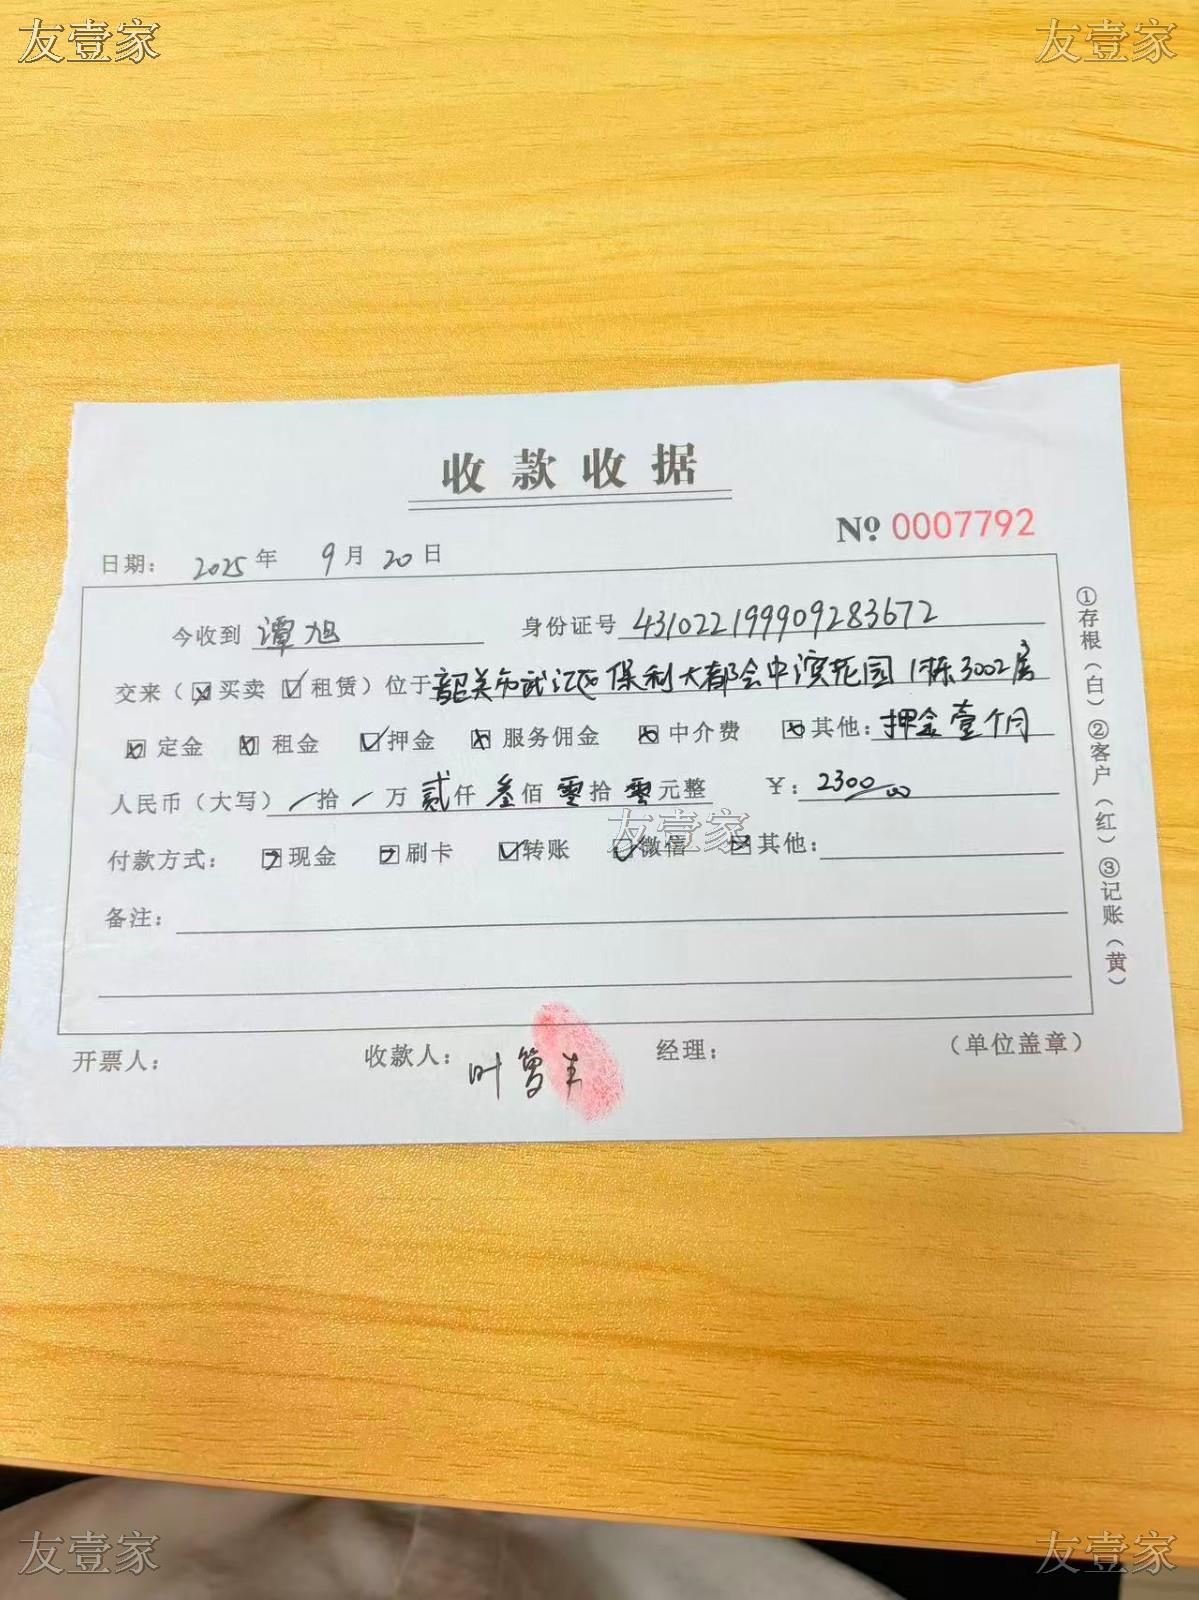 友壹家 友壹家
收款收据
№ 0007792
日期： 2025年 9月 20日
今收到 谭旭 身份证号 431022199909283672
交来（☒买卖 ☑租赁）位于韶关市武江区保利大都会中滨花园1栋3002房
☒定金 ☒租金 ☑押金 ☒服务佣金 ☒中介费 ☒其他：押金壹个月
人民币（大写）/拾/万贰仟叁佰零拾零元整 ￥：2300.00
友壹家
付款方式： 现金 刷卡 ☑转账 ☑微信 其他：
备注：
开票人： 收款人：叶 丰 经理： （单位盖章）
①存根（白）②客户（红）③记账（黄）
友壹家 友壹家